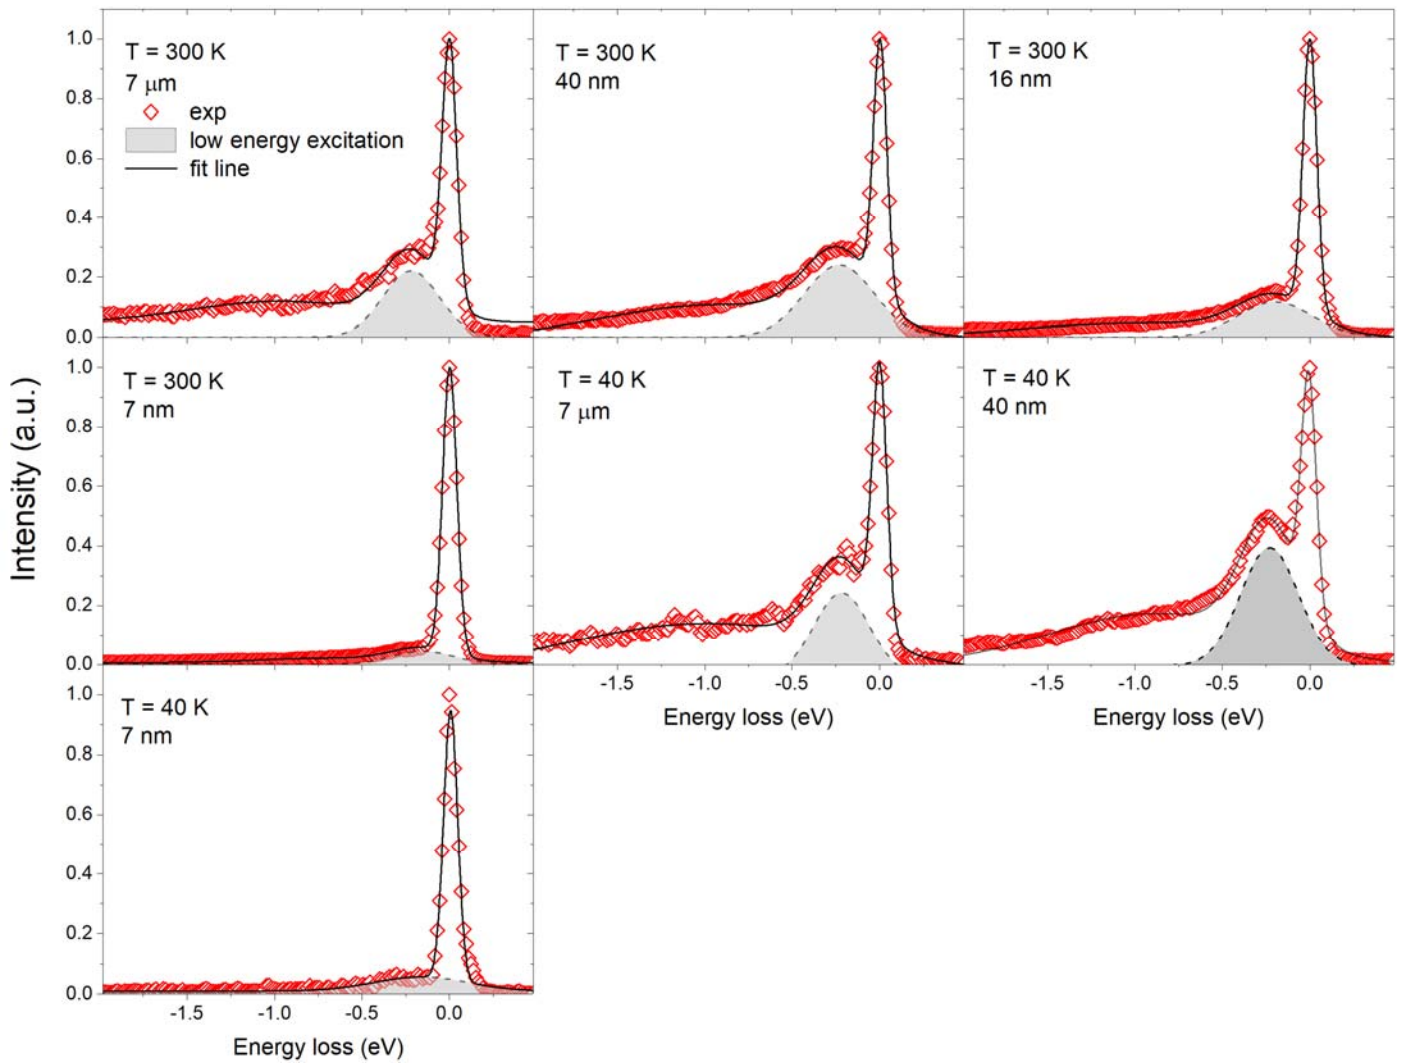 Intensity (a.u.)
1.0
0.8
0.6
0.4
0.2
0.0
T = 300 K
7 μm
exp
low energy excitation
fit line
T = 300 K
40 nm
T = 300 K
16 nm
1.0
0.8
0.6
0.4
0.2
0.0
T = 300 K
7 nm
T = 40 K
7 μm
-1.5 -1.0 -0.5 0.0
Energy loss (eV)
T = 40 K
40 nm
-1.5 -1.0 -0.5 0.0
Energy loss (eV)
1.0
0.8
0.6
0.4
0.2
0.0
T = 40 K
7 nm
-1.5 -1.0 -0.5 0.0
Energy loss (eV)